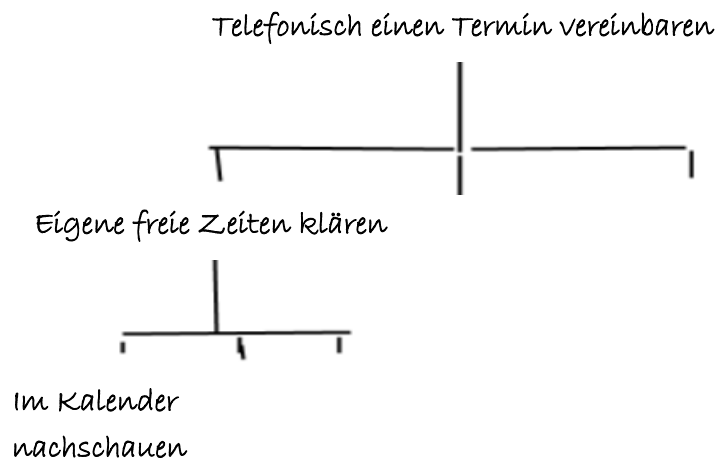 Telefonisch einen Termin vereinbaren
Eigene freie Zeiten klären
Im Kalender
nachschauen